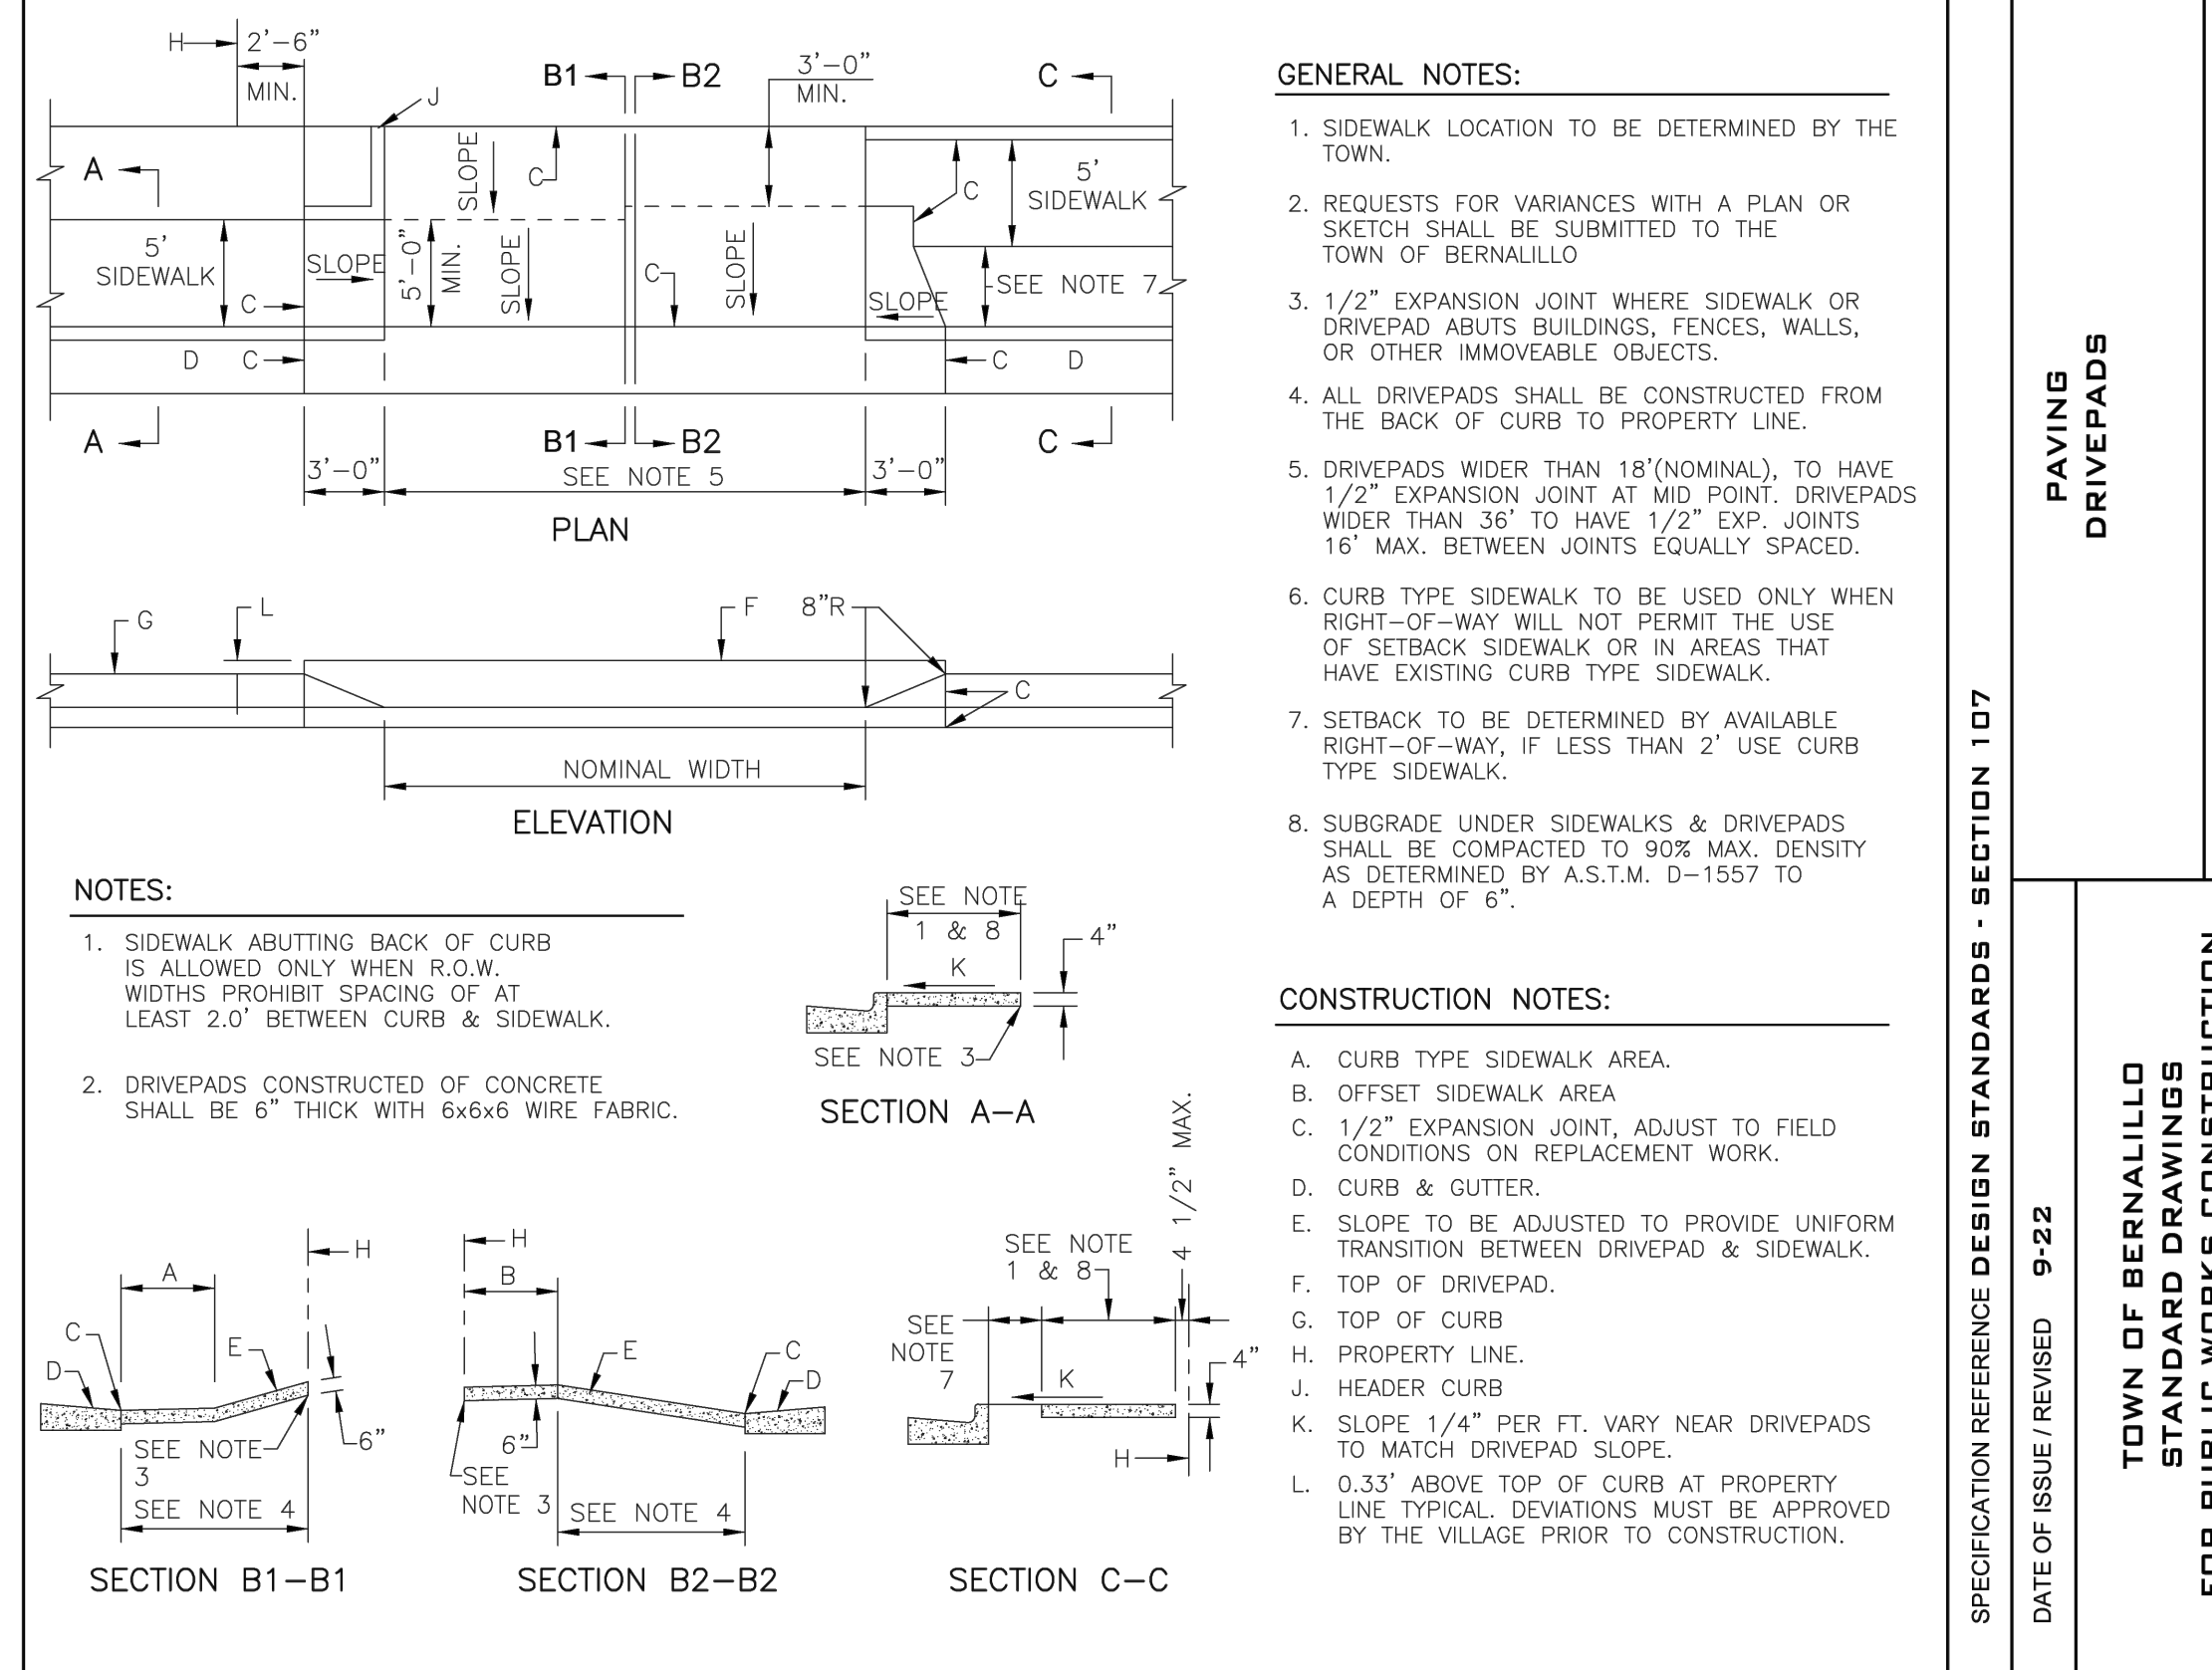 H
2'-6"
MIN.
J
B1
B2
3'-0"
MIN.
C
A
SLOPE
C
C
5'
SIDEWALK
5'
SIDEWALK
SLOPE
5'-0"
MIN.
SLOPE
C
SLOPE
SEE NOTE 7
SLOPE
C
D
C
C
D
A
B1
B2
C
3'-0"
SEE NOTE 5
3'-0"
PLAN
G
L
F
8"R
C
NOMINAL WIDTH
ELEVATION
NOTES:
1. SIDEWALK ABUTTING BACK OF CURB
IS ALLOWED ONLY WHEN R.O.W.
WIDTHS PROHIBIT SPACING OF AT
LEAST 2.0' BETWEEN CURB & SIDEWALK.
2. DRIVEPADS CONSTRUCTED OF CONCRETE
SHALL BE 6" THICK WITH 6x6x6 WIRE FABRIC.
SEE NOTE
1 & 8
4"
K
SEE NOTE 3
SECTION A-A
H
A
C
E
D
SEE NOTE
3
6"
SEE NOTE 4
SECTION B1-B1
H
B
E
C
D
6"
SEE
NOTE 3
SEE NOTE 4
SECTION B2-B2
4 1/2" MAX.
SEE NOTE
1 & 8
SEE
NOTE
7
K
4"
H
SECTION C-C
GENERAL NOTES:
1. SIDEWALK LOCATION TO BE DETERMINED BY THE
TOWN.
2. REQUESTS FOR VARIANCES WITH A PLAN OR
SKETCH SHALL BE SUBMITTED TO THE
TOWN OF BERNALILLO
3. 1/2" EXPANSION JOINT WHERE SIDEWALK OR
DRIVEPAD ABUTS BUILDINGS, FENCES, WALLS,
OR OTHER IMMOVEABLE OBJECTS.
4. ALL DRIVEPADS SHALL BE CONSTRUCTED FROM
THE BACK OF CURB TO PROPERTY LINE.
5. DRIVEPADS WIDER THAN 18'(NOMINAL), TO HAVE
1/2" EXPANSION JOINT AT MID POINT. DRIVEPADS
WIDER THAN 36' TO HAVE 1/2" EXP. JOINTS
16' MAX. BETWEEN JOINTS EQUALLY SPACED.
6. CURB TYPE SIDEWALK TO BE USED ONLY WHEN
RIGHT-OF-WAY WILL NOT PERMIT THE USE
OF SETBACK SIDEWALK OR IN AREAS THAT
HAVE EXISTING CURB TYPE SIDEWALK.
7. SETBACK TO BE DETERMINED BY AVAILABLE
RIGHT-OF-WAY, IF LESS THAN 2' USE CURB
TYPE SIDEWALK.
8. SUBGRADE UNDER SIDEWALKS & DRIVEPADS
SHALL BE COMPACTED TO 90% MAX. DENSITY
AS DETERMINED BY A.S.T.M. D-1557 TO
A DEPTH OF 6".
CONSTRUCTION NOTES:
A. CURB TYPE SIDEWALK AREA.
B. OFFSET SIDEWALK AREA
C. 1/2" EXPANSION JOINT, ADJUST TO FIELD
CONDITIONS ON REPLACEMENT WORK.
D. CURB & GUTTER.
E. SLOPE TO BE ADJUSTED TO PROVIDE UNIFORM
TRANSITION BETWEEN DRIVEPAD & SIDEWALK.
F. TOP OF DRIVEPAD.
G. TOP OF CURB
H. PROPERTY LINE.
J. HEADER CURB
K. SLOPE 1/4" PER FT. VARY NEAR DRIVEPADS
TO MATCH DRIVEPAD SLOPE.
L. 0.33' ABOVE TOP OF CURB AT PROPERTY
LINE TYPICAL. DEVIATIONS MUST BE APPROVED
BY THE VILLAGE PRIOR TO CONSTRUCTION.
SPECIFICATION REFERENCE DESIGN STANDARDS - SECTION 107
DATE OF ISSUE / REVISED 9-22
PAVING
DRIVEPADS
TOWN OF BERNALILLO
STANDARD DRAWINGS
FOR PUBLIC WORKS CONSTRUCTION